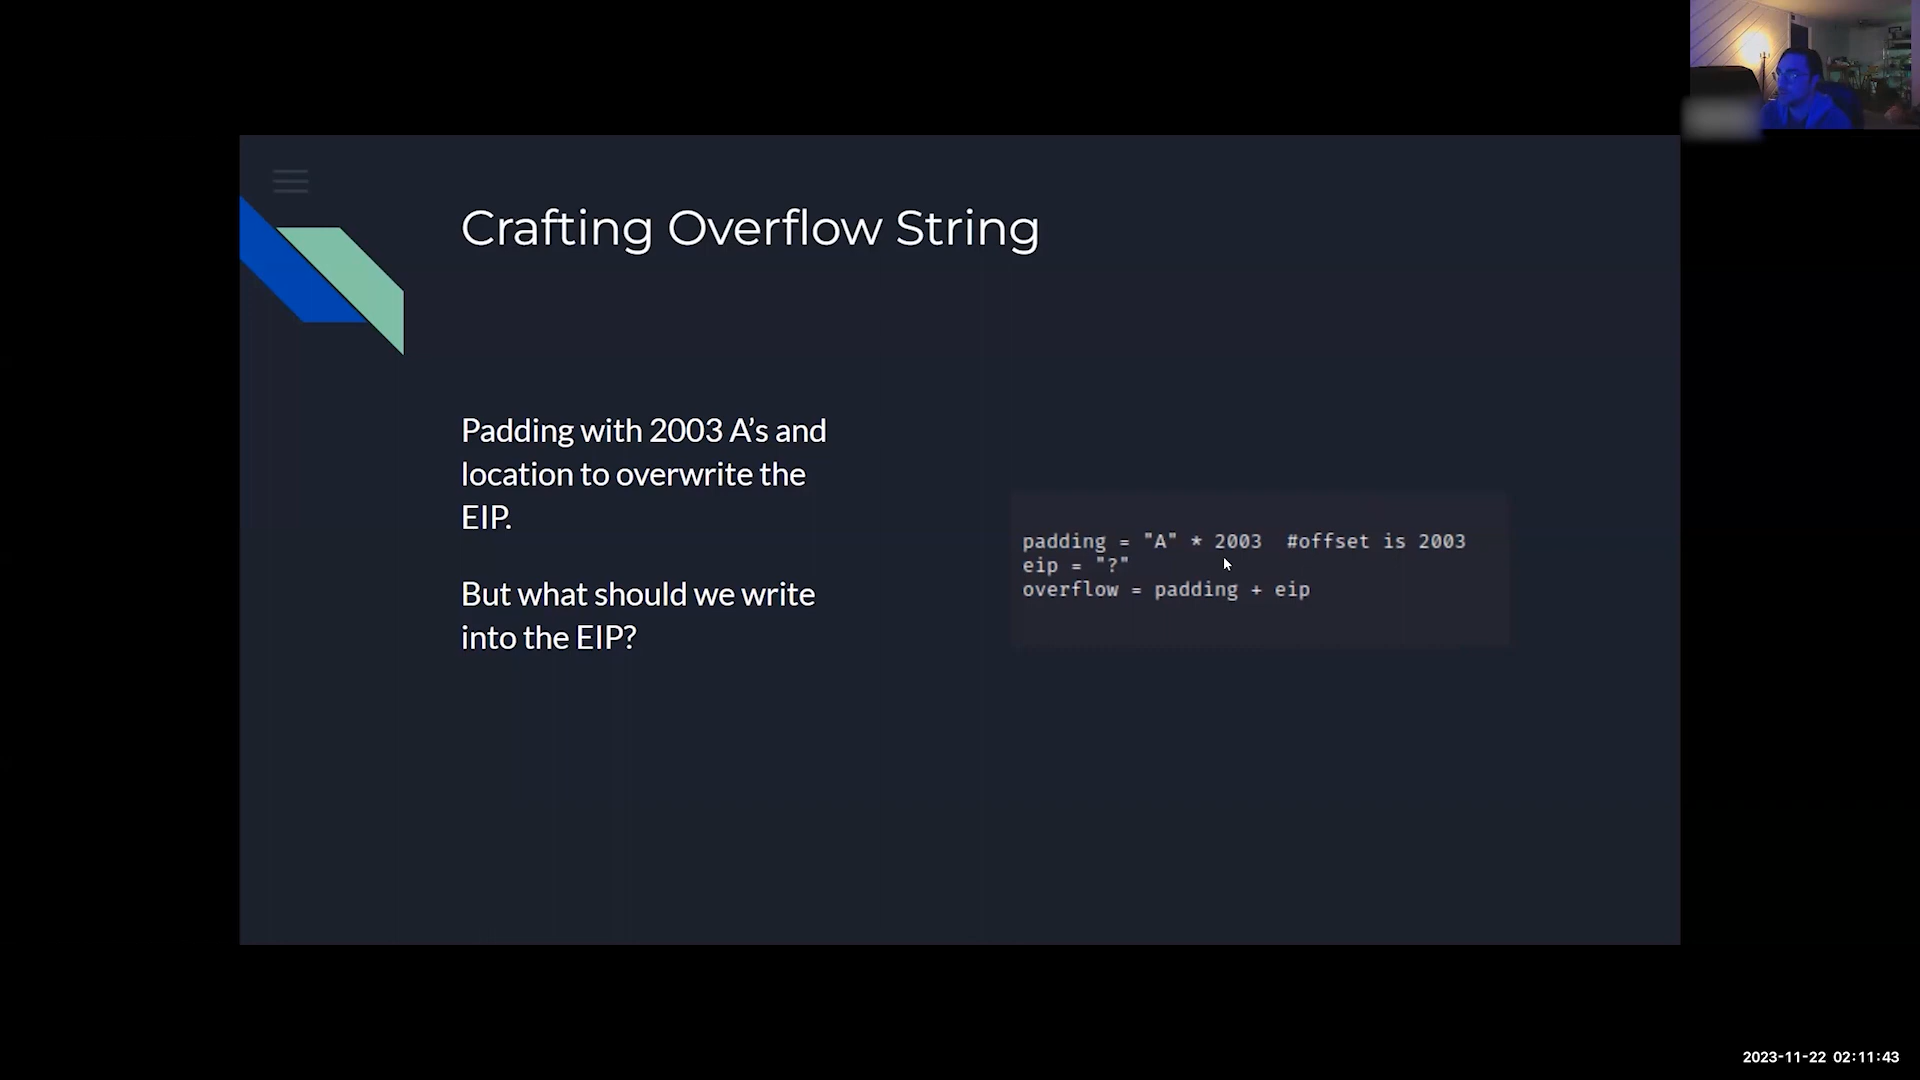 Crafting Overflow String
Padding with 2003 A’s and
location to overwrite the
EIP.
But what should we write
into the EIP?
padding = "A" * 2003  #offset is 2003
eip = "?"
overflow = padding + eip
2023-11-22 02:11:43